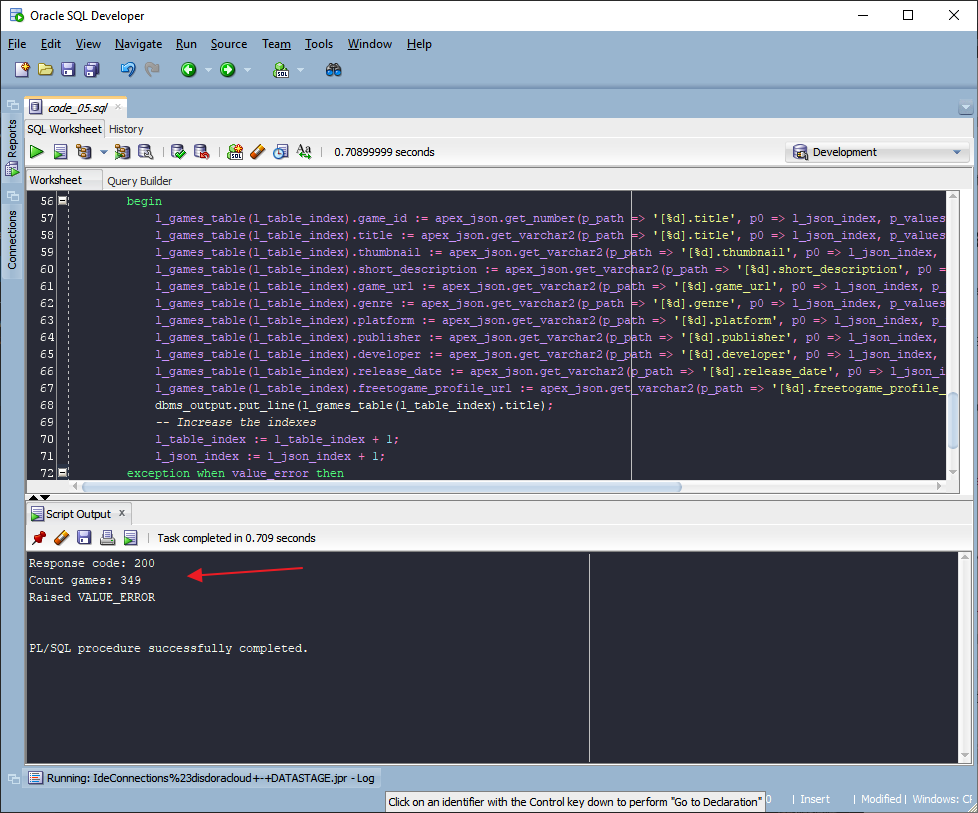 Oracle SQL Developer
File Edit View Navigate Run Source Team Tools Window Help
code_05.sql
SQL Worksheet History
0.70899999 seconds
Development
Worksheet Query Builder
Reports
Connections
56 begin
57 l_games_table(l_table_index).game_id := apex_json.get_number(p_path => '[%d].title', p0 => l_json_index, p_values
58 l_games_table(l_table_index).title := apex_json.get_varchar2(p_path => '[%d].title', p0 => l_json_index, p_values
59 l_games_table(l_table_index).thumbnail := apex_json.get_varchar2(p_path => '[%d].thumbnail', p0 => l_json_index,
60 l_games_table(l_table_index).short_description := apex_json.get_varchar2(p_path => '[%d].short_description', p0 =
61 l_games_table(l_table_index).game_url := apex_json.get_varchar2(p_path => '[%d].game_url', p0 => l_json_index, p_
62 l_games_table(l_table_index).genre := apex_json.get_varchar2(p_path => '[%d].genre', p0 => l_json_index, p_values
63 l_games_table(l_table_index).platform := apex_json.get_varchar2(p_path => '[%d].platform', p0 => l_json_index, p_
64 l_games_table(l_table_index).publisher := apex_json.get_varchar2(p_path => '[%d].publisher', p0 => l_json_index,
65 l_games_table(l_table_index).developer := apex_json.get_varchar2(p_path => '[%d].developer', p0 => l_json_index,
66 l_games_table(l_table_index).release_date := apex_json.get_varchar2(p_path => '[%d].release_date', p0 => l_json_i
67 l_games_table(l_table_index).freetogame_profile_url := apex_json.get_varchar2(p_path => '[%d].freetogame_profile_
68 dbms_output.put_line(l_games_table(l_table_index).title);
69 -- Increase the indexes
70 l_table_index := l_table_index + 1;
71 l_json_index := l_json_index + 1;
72 exception when value_error then
Script Output x
Task completed in 0.709 seconds
Response code: 200
Count games: 349
Raised VALUE_ERROR
PL/SQL procedure successfully completed.
Running: IdeConnections%23disdoracloud+-+DATASTAGE.jpr - Log
Click on an identifier with the Control key down to perform "Go to Declaration"
0 | Insert | Modified | Windows: CR